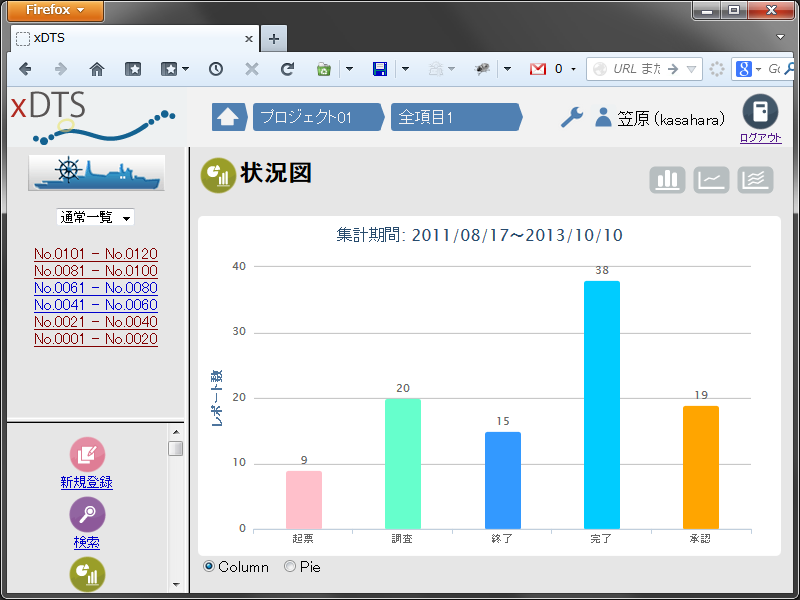 Firefox
xDTS
0
URL また
G
xDTS
プロジェクト01
全項目1
笠原 (kasahara)
ログアウト
通常一覧
No.0101 - No.0120
No.0081 - No.0100
No.0061 - No.0080
No.0041 - No.0060
No.0021 - No.0040
No.0001 - No.0020
新規登録
検索
状況図
集計期間: 2011/08/17～2013/10/10
レポート数
40
30
20
10
0
9
20
15
38
19
起票
調査
終了
完了
承認
Column
Pie